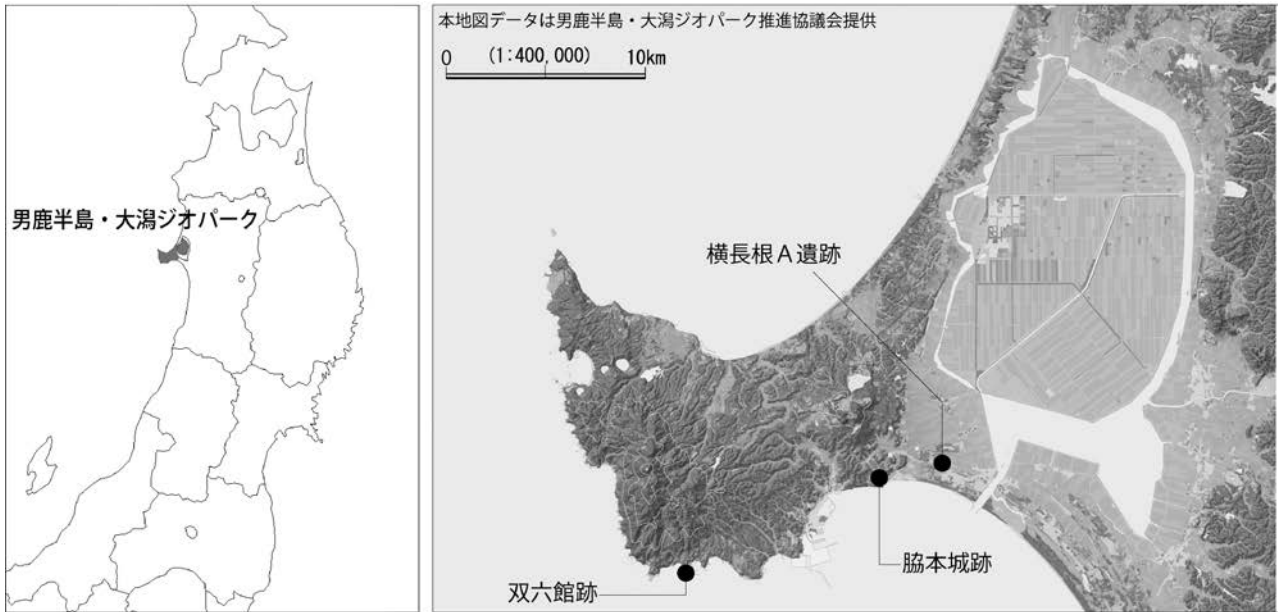 男鹿半島・大潟ジオパーク
本地図データは男鹿半島・大潟ジオパーク推進協議会提供
0 (1:400,000) 10km
横長根A遺跡
脇本城跡
双六館跡